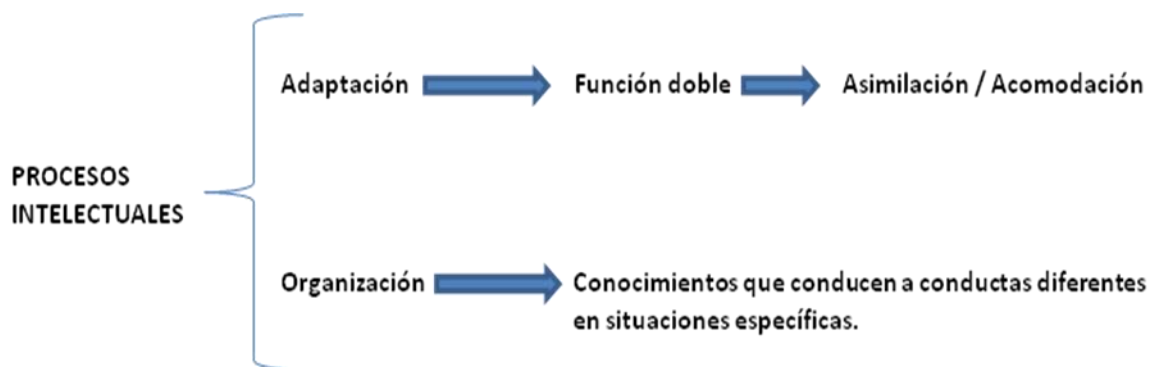 Adaptación Función doble Asimilación / Acomodación
PROCESOS
INTELECTUALES
Organización Conocimientos que conducen a conductas diferentes
en situaciones específicas.